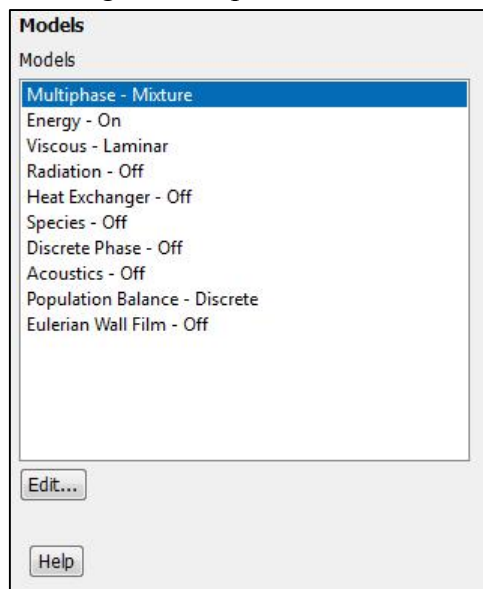 Models
Models
Multiphase - Mixture
Energy - On
Viscous - Laminar
Radiation - Off
Heat Exchanger - Off
Species - Off
Discrete Phase - Off
Acoustics - Off
Population Balance - Discrete
Eulerian Wall Film - Off
Edit...
Help